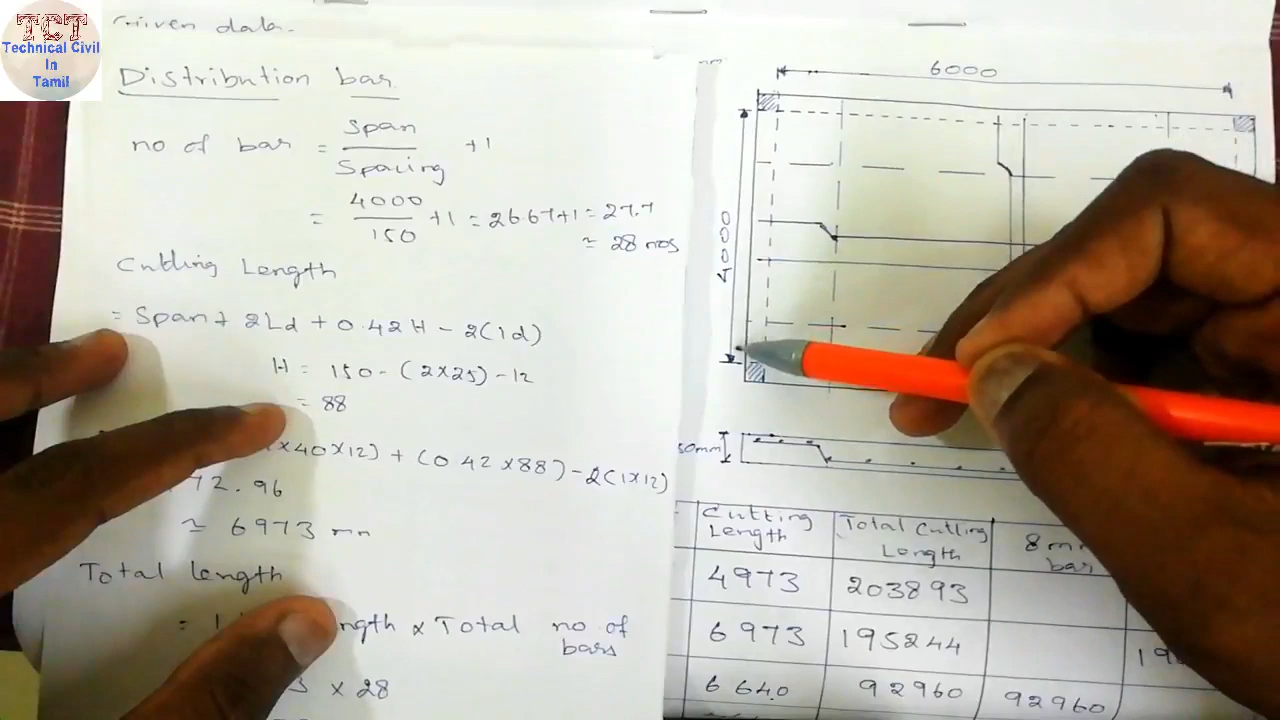 TCT
Technical Civil
In
Tamil
Given data-
Distribution bar
no of bar = Span / Spacing +1
= 4000 / 150 +1 = 26.67+1 = 27.7
≈ 28 nos
Cutting Length
= Span + 2Ld + 0.42H - 2(1d)
H = 150 - (2x25) - 12
= 88
x40x12) + (0.42x88) - 2(1x12)
72.96
≈ 6973 mm
Total length
ngth x Total no of
bars
3 x 28
6000
4000
50mm
Cutting Length
Total Cutting Length
8mm bar
4973 203893
6973 195244 19
6640 92960 92960